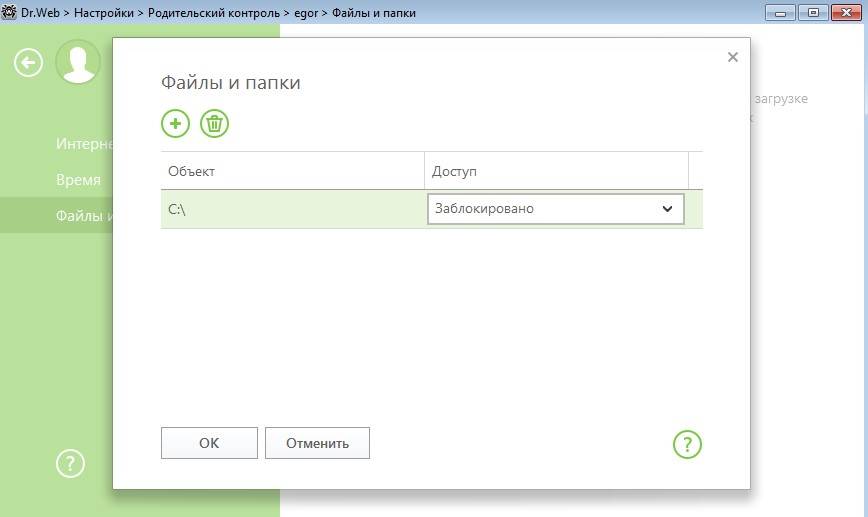 Dr.Web > Настройки > Родительский контроль > egor > Файлы и папки
Файлы и папки
загрузке
Интерне
Объект Доступ
Время
C:\ Заблокировано
Файлы и
OK Отменить ?
?